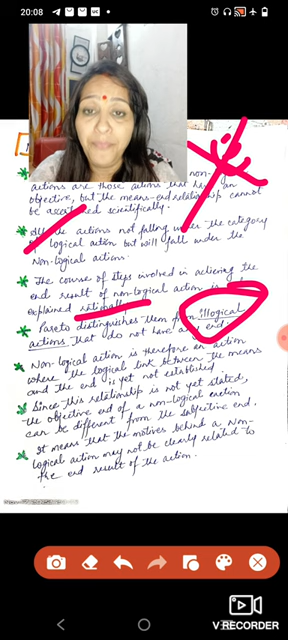 20:08
non-
actions are those actions that have an
objective, but the means-end relationship cannot
be ascertained scientifically.
All the actions not falling under the category
of logical action but will fall under the
Non-logical actions.
The course of steps involved in achieving the
end result of non-logical action is
explained rationally.
Pareto distinguishes them from illogical
actions that do not have an end.
Non-logical action is therefore an action
where the logical link between the means
and the end is yet not established.
Since this relationship is not yet stated,
the objective end of a non-logical action
can be different from the subjective end.
It means that the motives behind a Non-
logical action may not be clearly related to
the end result of the action.
V RECORDER